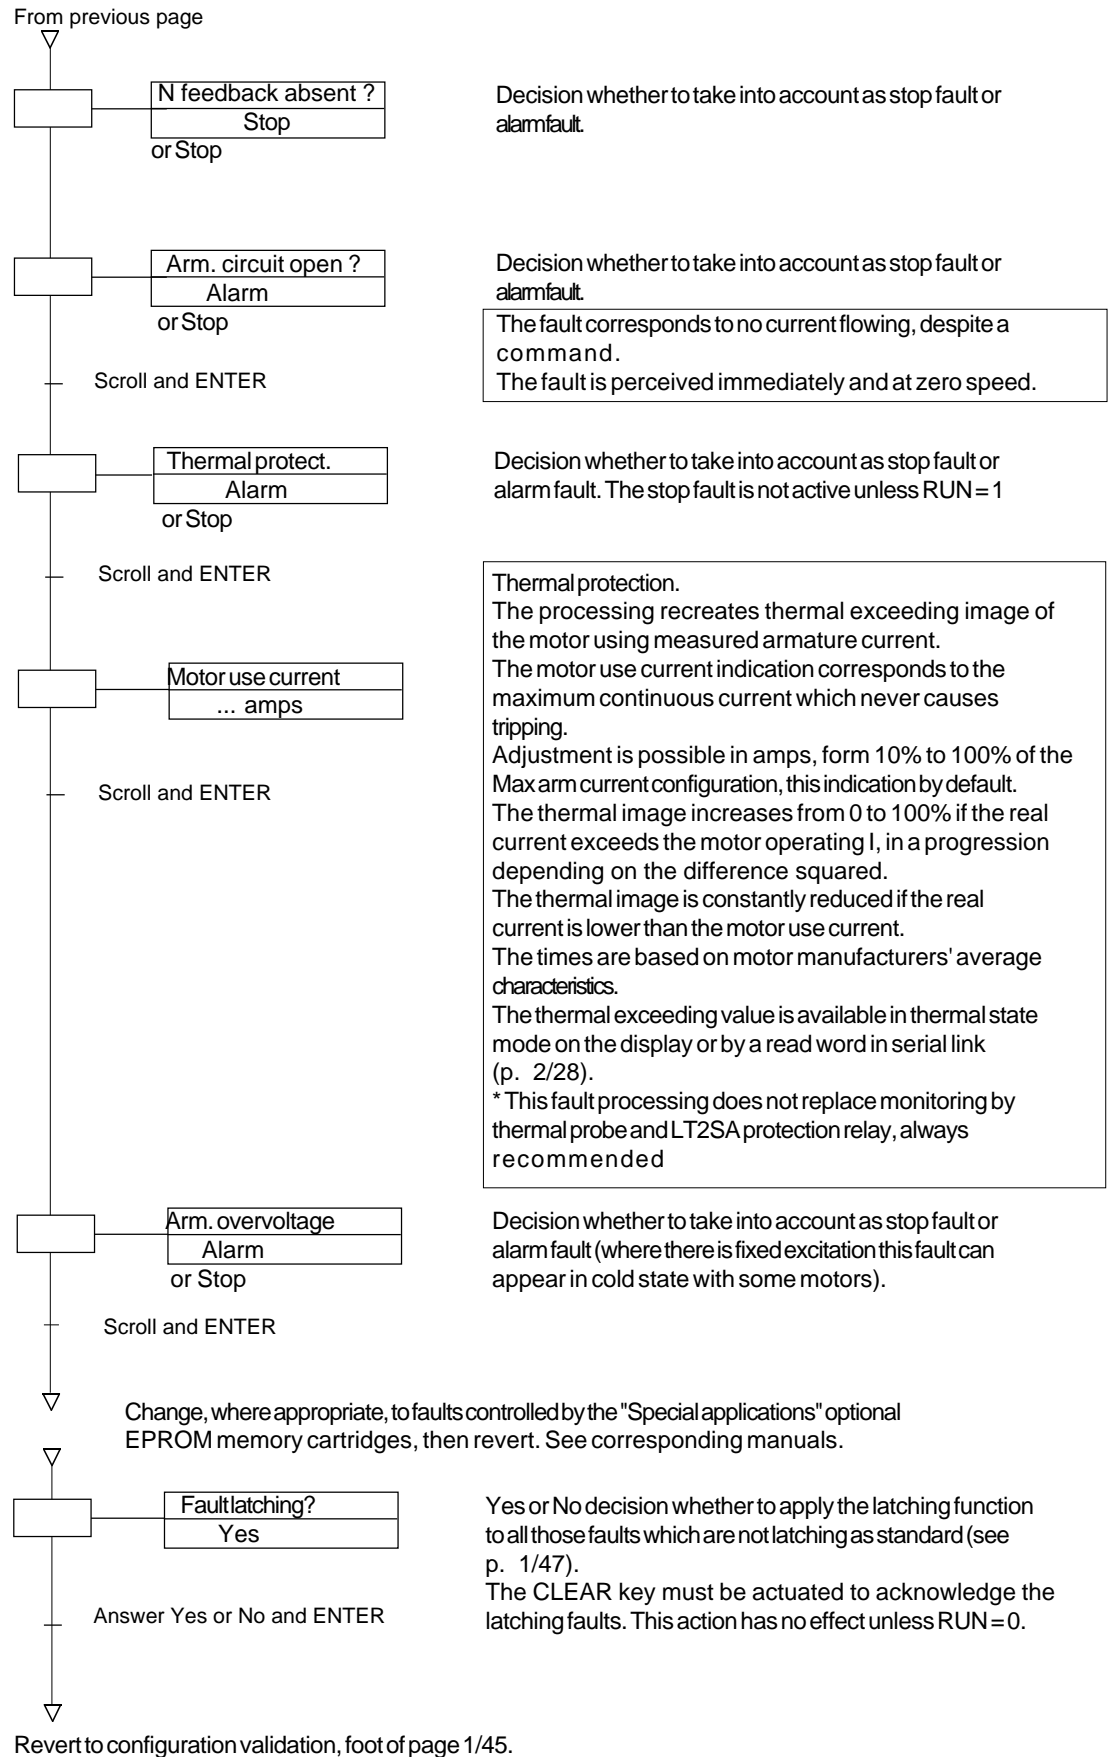 From previous page
N feedback absent ?
Stop
or Stop
Decision whether to take into account as stop fault or
alarm fault.
Arm. circuit open ?
Alarm
or Stop
Decision whether to take into account as stop fault or
alarm fault.
The fault corresponds to no current flowing, despite a
command.
The fault is perceived immediately and at zero speed.
Scroll and ENTER
Thermal protect.
Alarm
or Stop
Decision whether to take into account as stop fault or
alarm fault. The stop fault is not active unless RUN = 1
Scroll and ENTER
Thermal protection.
The processing recreates thermal exceeding image of
the motor using measured armature current.
The motor use current indication corresponds to the
maximum continuous current which never causes
tripping.
Adjustment is possible in amps, form 10% to 100% of the
Max arm current configuration, this indication by default.
The thermal image increases from 0 to 100% if the real
current exceeds the motor operating I, in a progression
depending on the difference squared.
The thermal image is constantly reduced if the real
current is lower than the motor use current.
The times are based on motor manufacturers' average
characteristics.
The thermal exceeding value is available in thermal state
mode on the display or by a read word in serial link
(p. 2/28).
* This fault processing does not replace monitoring by
thermal probe and LT2SA protection relay, always
recommended
Motor use current
... amps
Scroll and ENTER
Arm. overvoltage
Alarm
or Stop
Decision whether to take into account as stop fault or
alarm fault (where there is fixed excitation this fault can
appear in cold state with some motors).
Scroll and ENTER
Change, where appropriate, to faults controlled by the "Special applications" optional
EPROM memory cartridges, then revert. See corresponding manuals.
Fault latching?
Yes
Yes or No decision whether to apply the latching function
to all those faults which are not latching as standard (see
p. 1/47).
The CLEAR key must be actuated to acknowledge the
latching faults. This action has no effect unless RUN = 0.
Answer Yes or No and ENTER
Revert to configuration validation, foot of page 1/45.